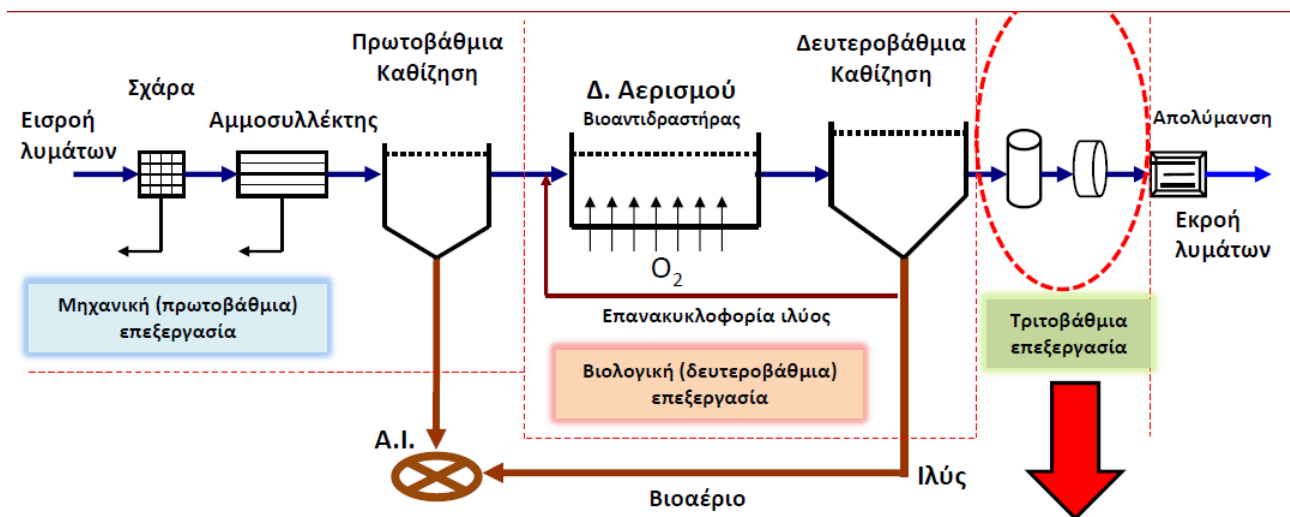 Πρωτοβάθμια
Καθίζηση
Δευτεροβάθμια
Καθίζηση
Σχάρα
Δ. Αερισμού
Βιοαντιδραστήρας
Εισροή
λυμάτων
Αμμοσυλλέκτης
Απολύμανση
Εκροή
λυμάτων
O2
Μηχανική (πρωτοβάθμια)
επεξεργασία
Επανακυκλοφορία ιλύος
Τριτοβάθμια
επεξεργασία
Βιολογική (δευτεροβάθμια)
επεξεργασία
Α.Ι.
Ιλύς
Βιοαέριο